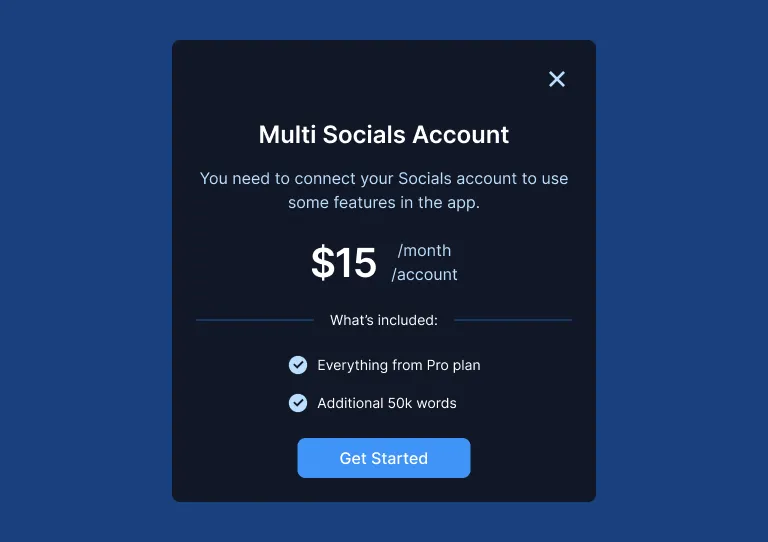 Multi Socials Account
You need to connect your Socials account to use
some features in the app.
$15 /month
/account
What’s included:
Everything from Pro plan
Additional 50k words
Get Started